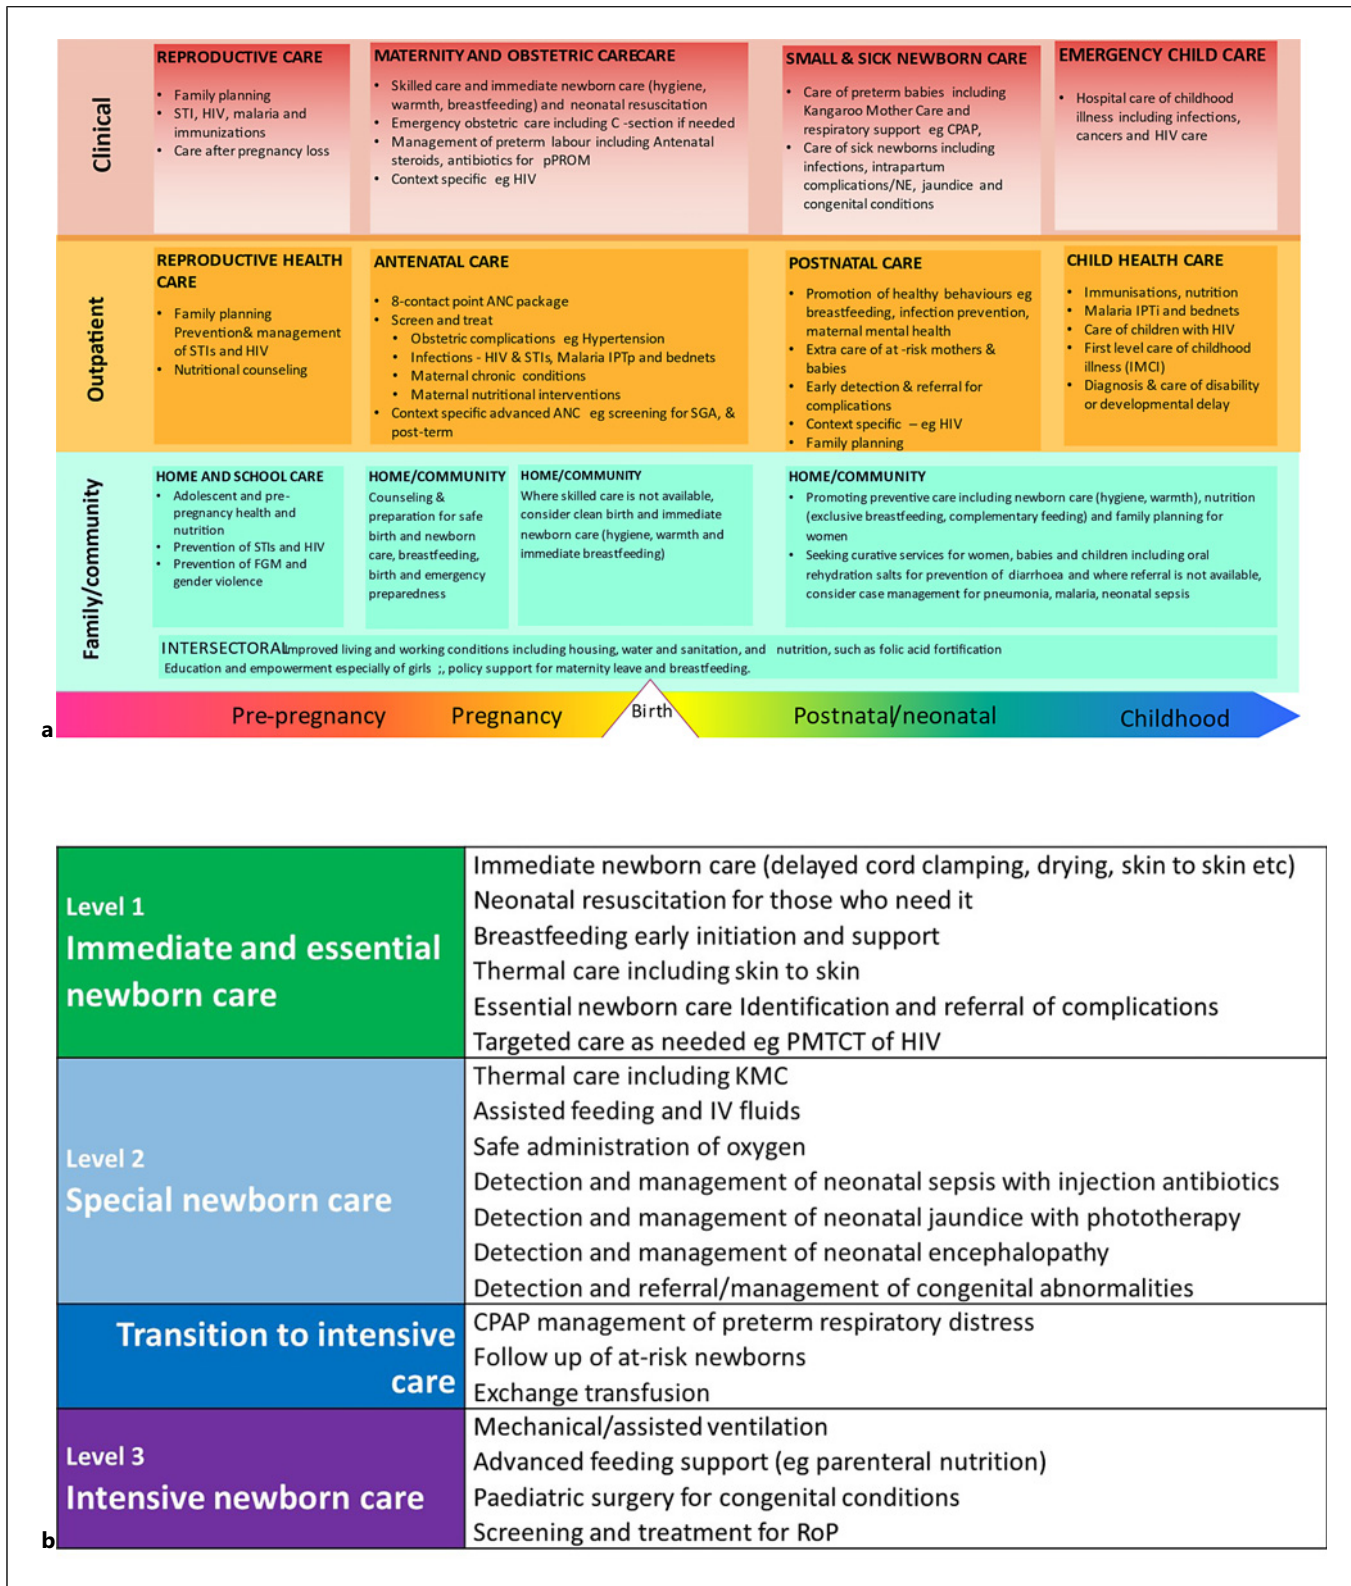 Clinical
REPRODUCTIVE CARE
• Family planning
• STI, HIV, malaria and
immunizations
• Care after pregnancy loss
MATERNITY AND OBSTETRIC CARECARE
• Skilled care and immediate newborn care (hygiene,
warmth, breastfeeding) and neonatal resuscitation
• Emergency obstetric care including C -section if needed
• Management of preterm labour including Antenatal
steroids, antibiotics for pPROM
• Context specific eg HIV
SMALL & SICK NEWBORN CARE
• Care of preterm babies including
Kangaroo Mother Care and
respiratory support eg CPAP,
• Care of sick newborns including
infections, intrapartum
complications/NE, jaundice and
congenital conditions
EMERGENCY CHILD CARE
• Hospital care of childhood
illness including infections,
cancers and HIV care
Outpatient
REPRODUCTIVE HEALTH
CARE
• Family planning
Prevention& management
of STIs and HIV
• Nutritional counseling
ANTENATAL CARE
• 8-contact point ANC package
• Screen and treat
• Obstetric complications eg Hypertension
• Infections - HIV & STIs, Malaria IPTp and bednets
• Maternal chronic conditions
• Maternal nutritional interventions
• Context specific advanced ANC eg screening for SGA, &
post-term
POSTNATAL CARE
• Promotion of healthy behaviours eg
breastfeeding, infection prevention,
maternal mental health
• Extra care of at -risk mothers &
babies
• Early detection & referral for
complications
• Context specific – eg HIV
• Family planning
CHILD HEALTH CARE
• Immunisations, nutrition
• Malaria IPTi and bednets
• Care of children with HIV
• First level care of childhood
illness (IMCI)
• Diagnosis & care of disability
or developmental delay
Family/community
HOME AND SCHOOL CARE
• Adolescent and pre-
pregnancy health and
nutrition
• Prevention of STIs and HIV
• Prevention of FGM and
gender violence
HOME/COMMUNITY
Counseling &
preparation for safe
birth and newborn
care, breastfeeding,
birth and emergency
preparedness
HOME/COMMUNITY
Where skilled care is not available,
consider clean birth and immediate
newborn care (hygiene, warmth and
immediate breastfeeding)
HOME/COMMUNITY
• Promoting preventive care including newborn care (hygiene, warmth), nutrition
(exclusive breastfeeding, complementary feeding) and family planning for
women
• Seeking curative services for women, babies and children including oral
rehydration salts for prevention of diarrhoea and where referral is not available,
consider case management for pneumonia, malaria, neonatal sepsis
INTERSECTORAL Improved living and working conditions including housing, water and sanitation, and nutrition, such as folic acid fortification
Education and empowerment especially of girls ;, policy support for maternity leave and breastfeeding.
Pre-pregnancy Pregnancy Birth Postnatal/neonatal Childhood
a
Level 1
Immediate and essential
newborn care
Immediate newborn care (delayed cord clamping, drying, skin to skin etc)
Neonatal resuscitation for those who need it
Breastfeeding early initiation and support
Thermal care including skin to skin
Essential newborn care Identification and referral of complications
Targeted care as needed eg PMTCT of HIV
Level 2
Special newborn care
Thermal care including KMC
Assisted feeding and IV fluids
Safe administration of oxygen
Detection and management of neonatal sepsis with injection antibiotics
Detection and management of neonatal jaundice with phototherapy
Detection and management of neonatal encephalopathy
Detection and referral/management of congenital abnormalities
Transition to intensive
care
CPAP management of preterm respiratory distress
Follow up of at-risk newborns
Exchange transfusion
Level 3
Intensive newborn care
Mechanical/assisted ventilation
Advanced feeding support (eg parenteral nutrition)
Paediatric surgery for congenital conditions
Screening and treatment for RoP
b